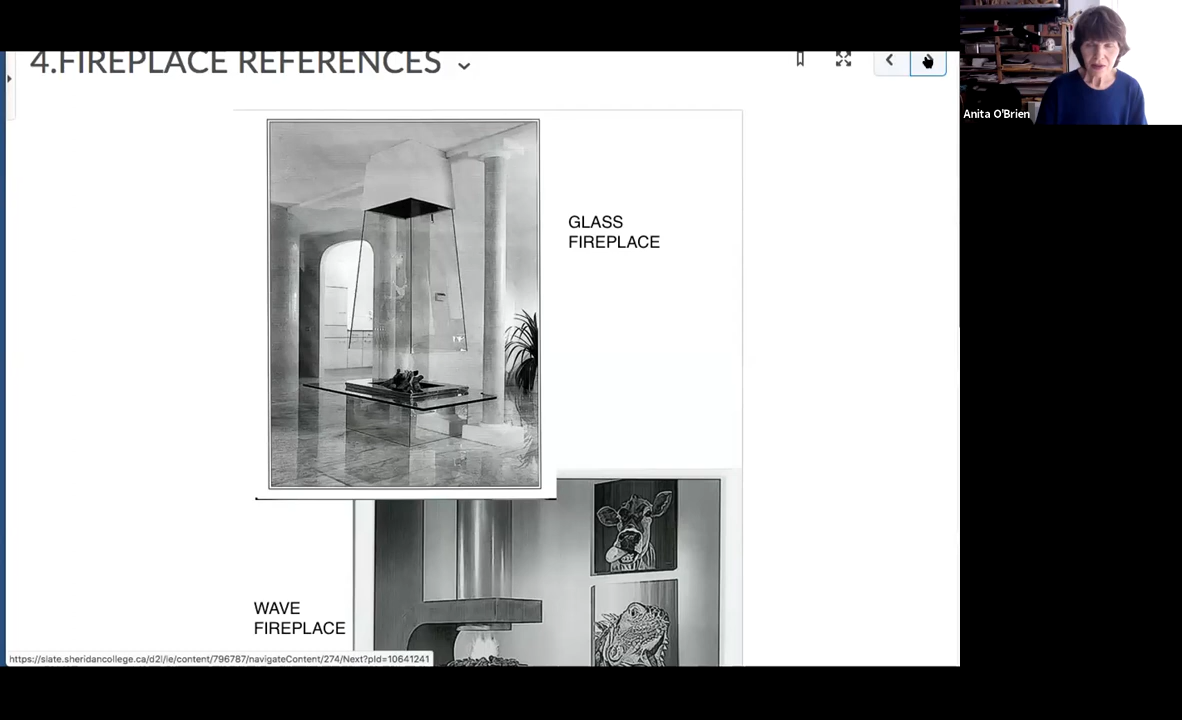 4.FIREPLACE REFERENCES
Anita O'Brien
GLASS
FIREPLACE
WAVE
FIREPLACE
https://slate.sheridancollege.ca/d2l/le/content/796787/navigateContent/274/Next?pId=10641241